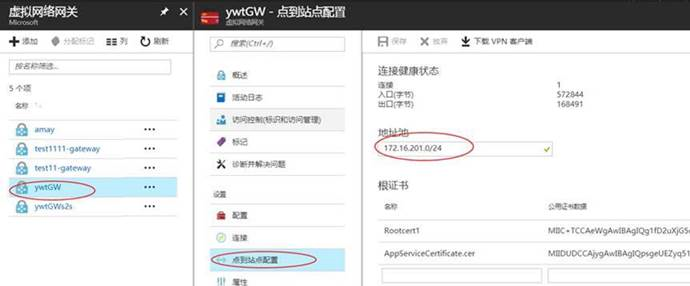 虚拟网络网关
Microsoft
添加 分配标记 列 刷新
按名称筛选...
5 个项
名称
amay
test1111-gateway
test11-gateway
ywtGW
ywtGWs2s
ywtGW - 点到站点配置
虚拟网络网关
搜索(Ctrl+/)
概述
活动日志
访问控制(标识和访问管理)
标记
诊断并解决问题
设置
配置
连接
点到站点配置
属性
保存 放弃 下载 VPN 客户端
连接健康状态
连接 1
入口(字节) 572844
出口(字节) 168491
地址池
172.16.201.0/24
根证书
名称 公用证书数据
Rootcert1 MIIC+TCCAeWgAwIBAgIQg1fD2uXjG5
AppServiceCertificate.cer MIIDUDCCAjygAwIBAgIQpsgeUEZyq51